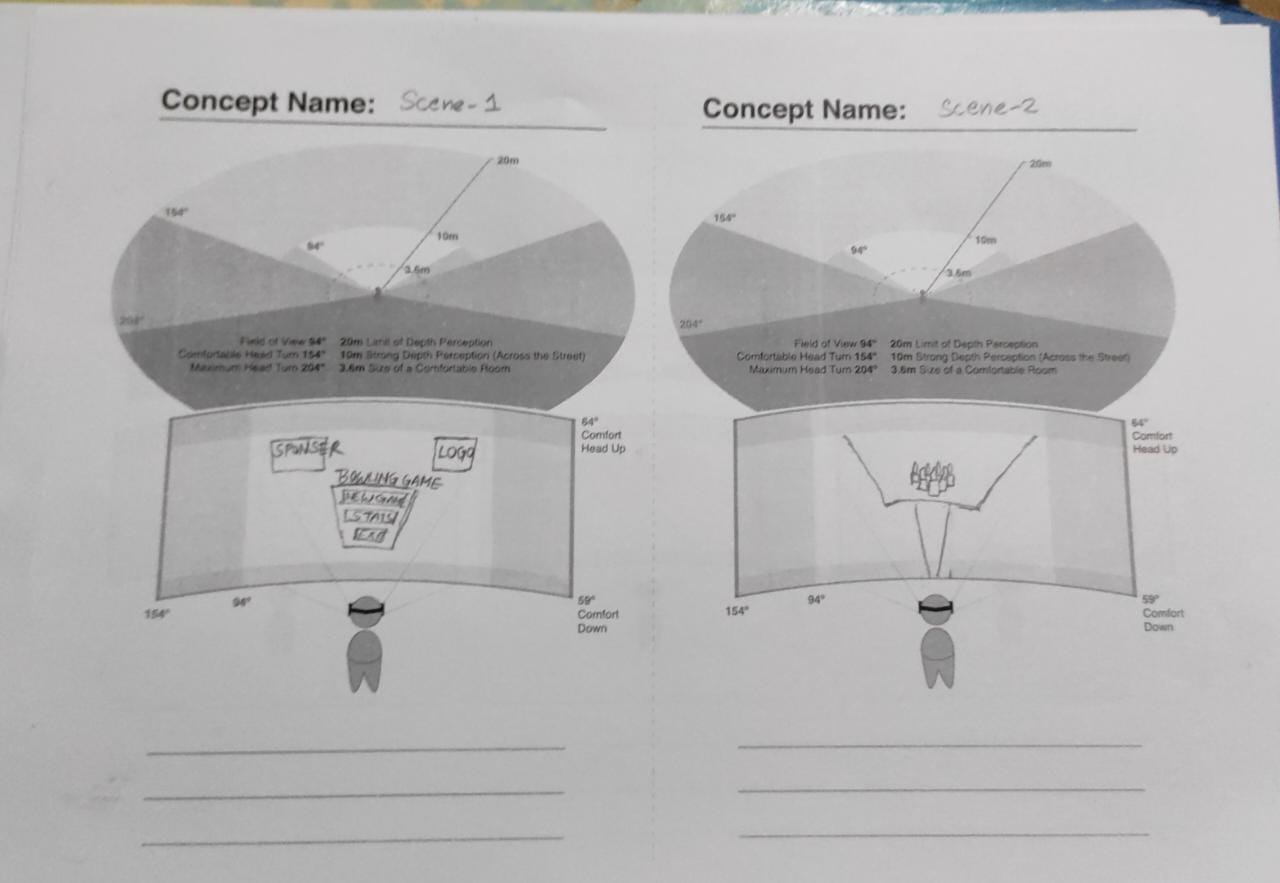 Concept Name: Scene-1
20m
154°
10m
94°
3.6m
204°
Field of View 94° 20m Limit of Depth Perception
Comfortable Head Turn 154° 10m Strong Depth Perception (Across the Street)
Maximum Head Turn 204° 3.6m Size of a Comfortable Room
64°
Comfort
Head Up
SPONSER
LOGO
BOWLING GAME
NEW GAME
STATS
94°
154°
59°
Comfort
Down
Concept Name: Scene-2
20m
154°
10m
94°
3.6m
204°
Field of View 94° 20m Limit of Depth Perception
Comfortable Head Turn 154° 10m Strong Depth Perception (Across the Street)
Maximum Head Turn 204° 3.6m Size of a Comfortable Room
64°
Comfort
Head Up
94°
154°
59°
Comfort
Down